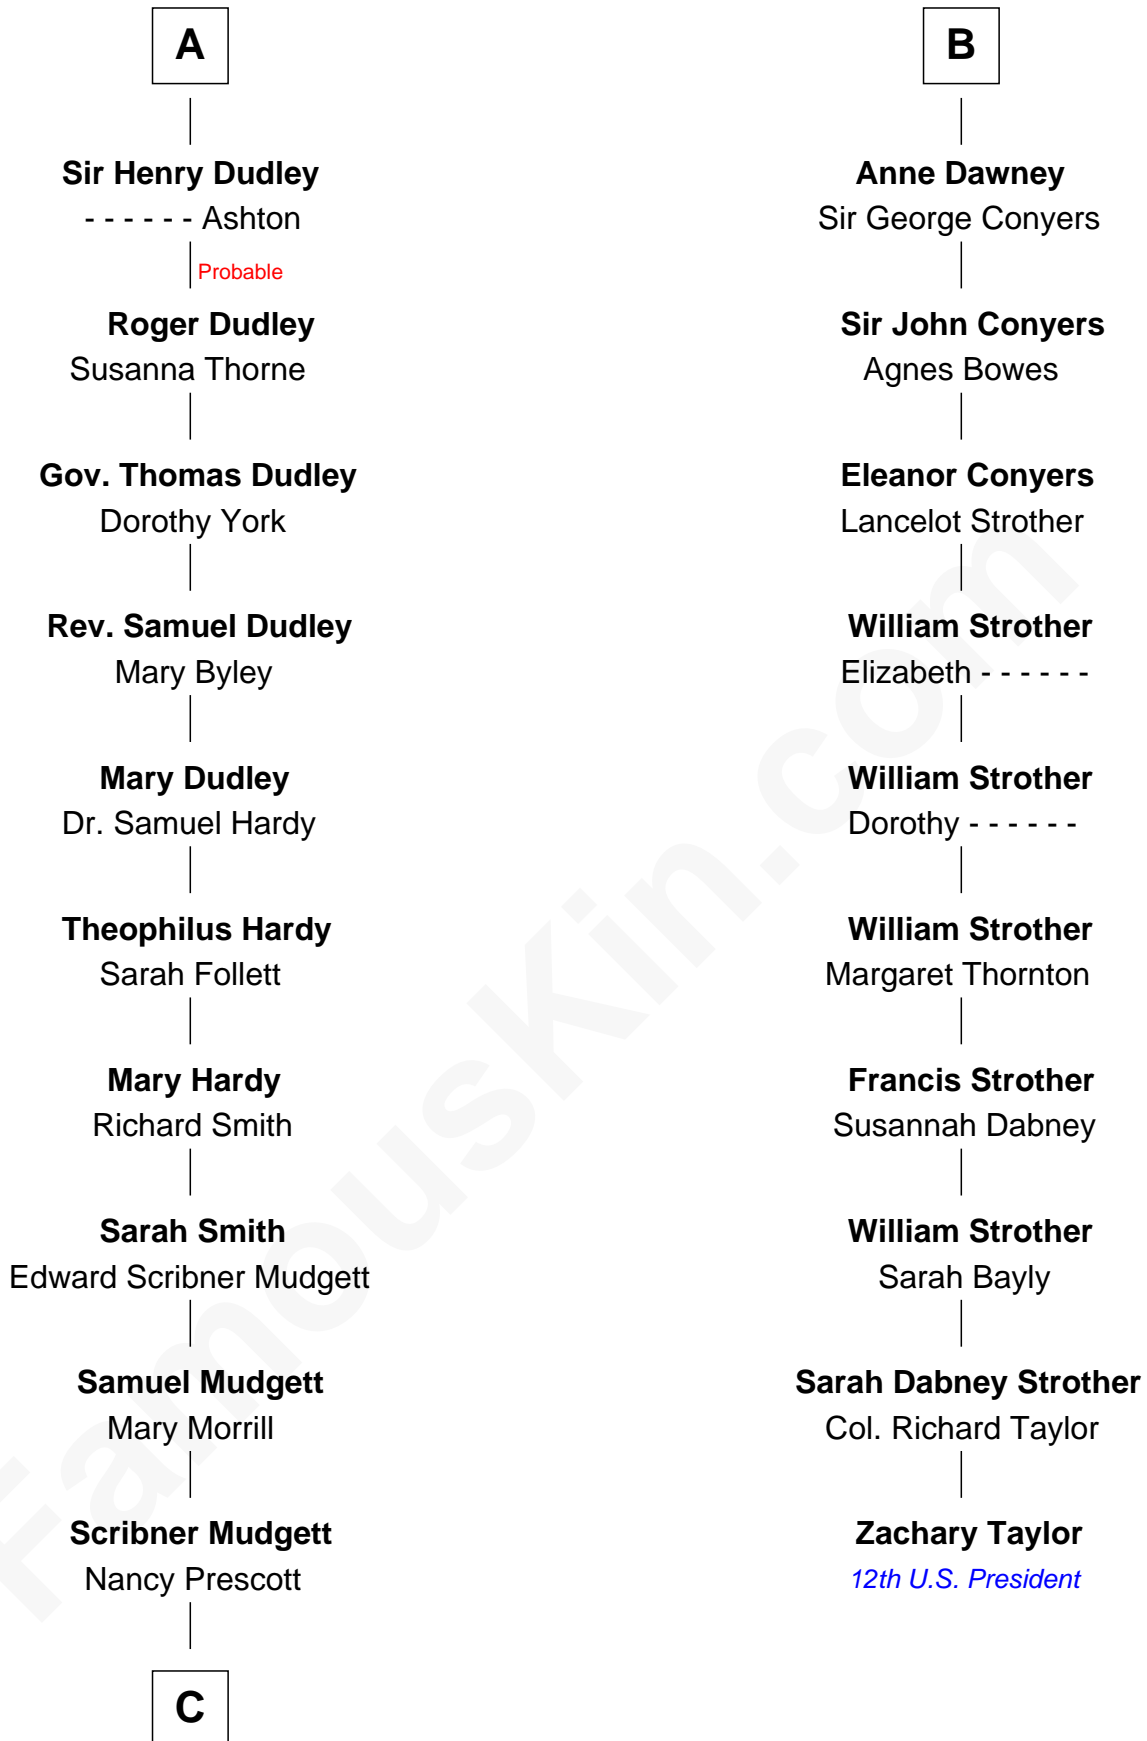 A
Sir Henry Dudley
- - - - - - Ashton
Probable
Roger Dudley
Susanna Thorne
Gov. Thomas Dudley
Dorothy York
Rev. Samuel Dudley
Mary Byley
Mary Dudley
Dr. Samuel Hardy
Theophilus Hardy
Sarah Follett
Mary Hardy
Richard Smith
Sarah Smith
Edward Scribner Mudgett
Samuel Mudgett
Mary Morrill
Scribner Mudgett
Nancy Prescott
C
B
Anne Dawney
Sir George Conyers
Sir John Conyers
Agnes Bowes
Eleanor Conyers
Lancelot Strother
William Strother
Elizabeth - - - - - -
William Strother
Dorothy - - - - - -
William Strother
Margaret Thornton
Francis Strother
Susannah Dabney
William Strother
Sarah Bayly
Sarah Dabney Strother
Col. Richard Taylor
Zachary Taylor
12th U.S. President
FamousKin.com